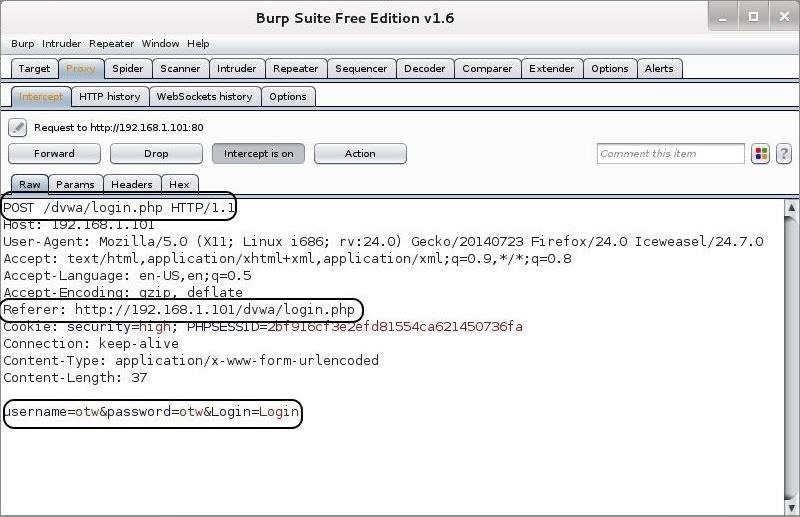 Burp Suite Free Edition v1.6
Burp Intruder Repeater Window Help
Target Proxy Spider Scanner Intruder Repeater Sequencer Decoder Comparer Extender Options Alerts
Intercept HTTP history WebSockets history Options
Request to http://192.168.1.101:80
Forward Drop Intercept is on Action Comment this item ?
Raw Params Headers Hex
POST /dvwa/login.php HTTP/1.1
Host: 192.168.1.101
User-Agent: Mozilla/5.0 (X11; Linux i686; rv:24.0) Gecko/20140723 Firefox/24.0 Iceweasel/24.7.0
Accept: text/html,application/xhtml+xml,application/xml;q=0.9,*/*;q=0.8
Accept-Language: en-US,en;q=0.5
Accept-Encoding: gzip, deflate
Referer: http://192.168.1.101/dvwa/login.php
Cookie: security=high; PHPSESSID=2bf916cf3e2efd81554ca621450736fa
Connection: keep-alive
Content-Type: application/x-www-form-urlencoded
Content-Length: 37
username=otw&password=otw&Login=Login